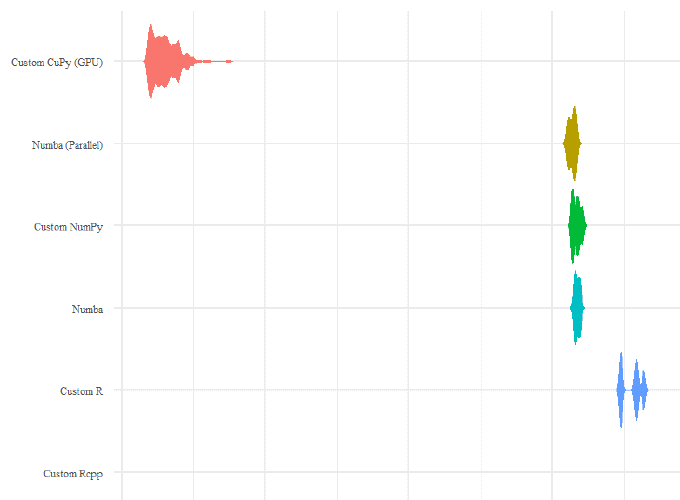 Custom CuPy (GPU)
Numba (Parallel)
Custom NumPy
Numba
Custom R
Custom Rcpp